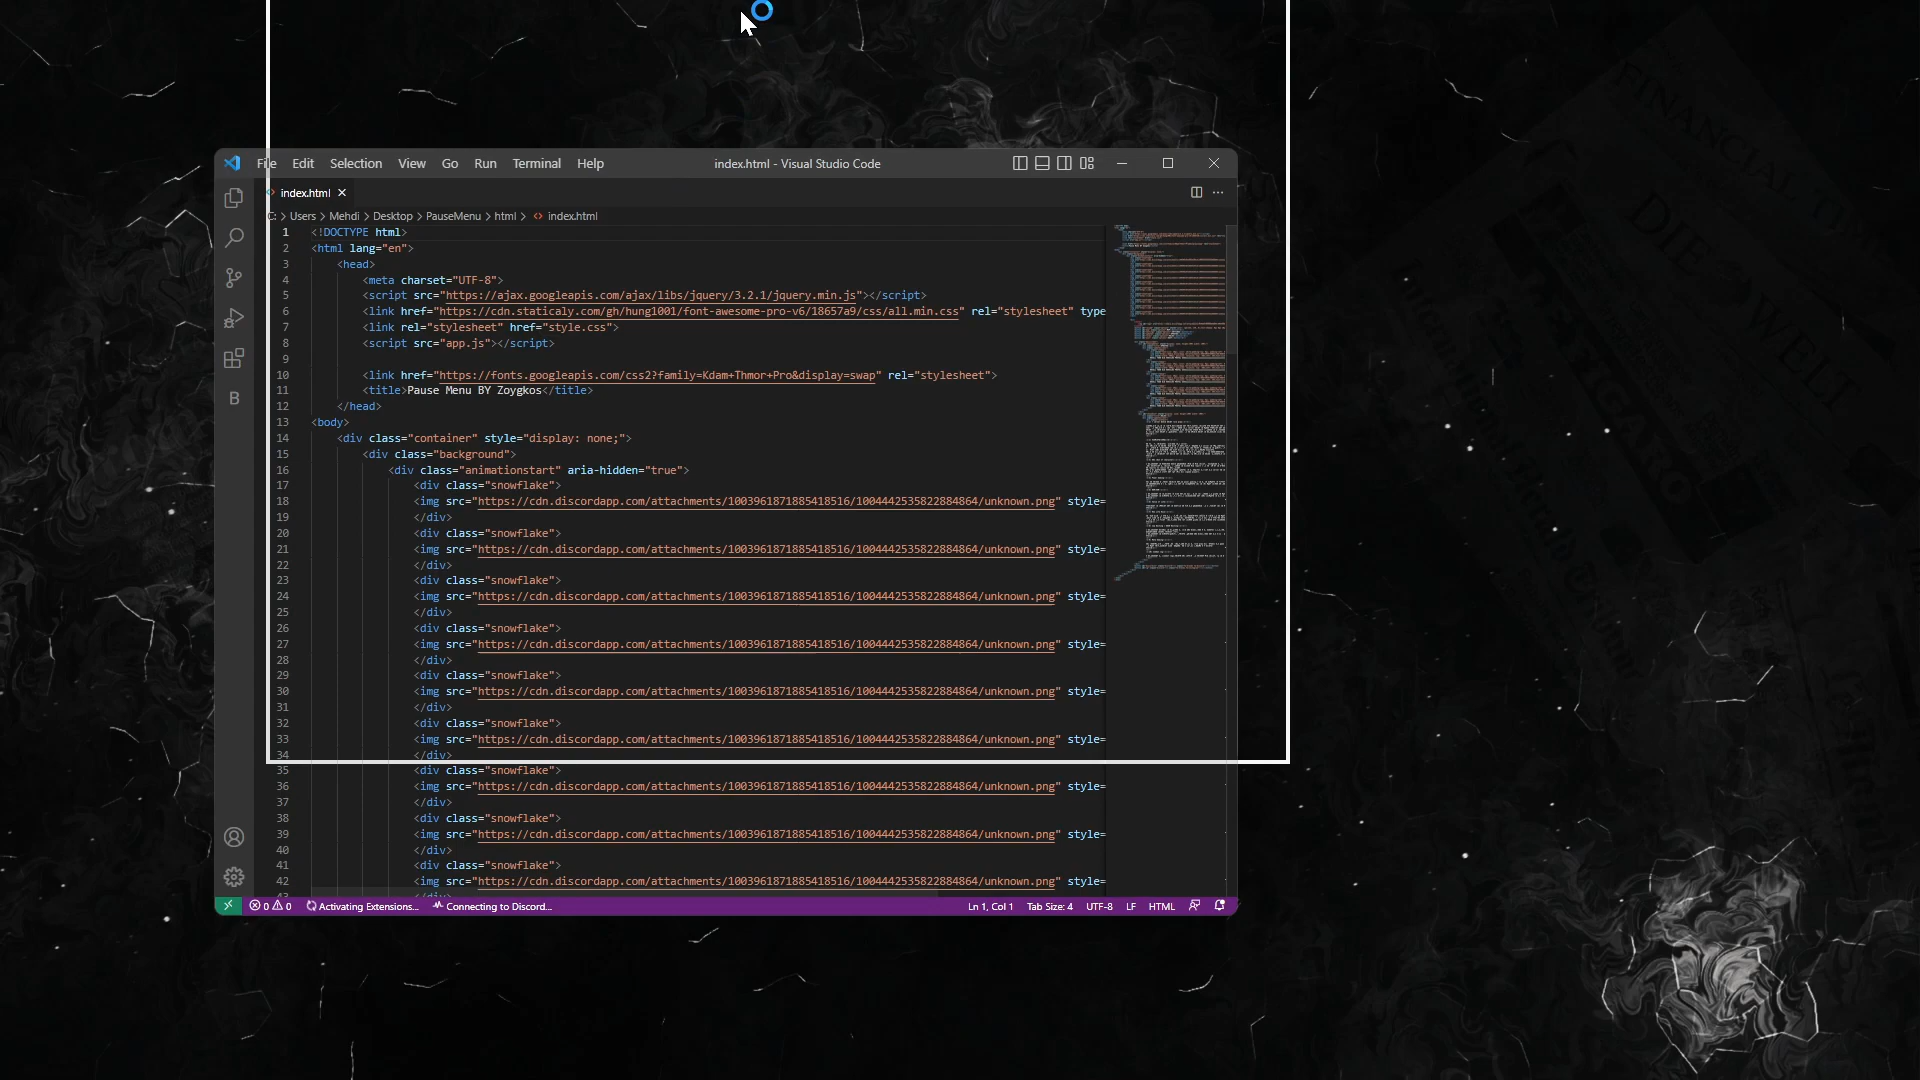 File Edit Selection View Go Run Terminal Help index.html - Visual Studio Code
index.html
C: > Users > Mehdi > Desktop > PauseMenu > html > index.html
1 <!DOCTYPE html>
2 <html lang="en">
3 <head>
4 <meta charset="UTF-8">
5 <script src="https://ajax.googleapis.com/ajax/libs/jquery/3.2.1/jquery.min.js"></script>
6 <link href="https://cdn.staticaly.com/gh/hung1001/font-awesome-pro-v6/18657a9/css/all.min.css" rel="stylesheet" type
7 <link rel="stylesheet" href="style.css">
8 <script src="app.js"></script>
9
10 <link href="https://fonts.googleapis.com/css2?family=Kdam+Thmor+Pro&display=swap" rel="stylesheet">
11 <title>Pause Menu BY Zoygkos</title>
12 </head>
13 <body>
14 <div class="container" style="display: none;">
15 <div class="background">
16 <div class="animationstart" aria-hidden="true">
17 <div class="snowflake">
18 <img src="https://cdn.discordapp.com/attachments/1003961871885418516/1004442535822884864/unknown.png" style=
19 </div>
20 <div class="snowflake">
21 <img src="https://cdn.discordapp.com/attachments/1003961871885418516/1004442535822884864/unknown.png" style=
22 </div>
23 <div class="snowflake">
24 <img src="https://cdn.discordapp.com/attachments/1003961871885418516/1004442535822884864/unknown.png" style=
25 </div>
26 <div class="snowflake">
27 <img src="https://cdn.discordapp.com/attachments/1003961871885418516/1004442535822884864/unknown.png" style=
28 </div>
29 <div class="snowflake">
30 <img src="https://cdn.discordapp.com/attachments/1003961871885418516/1004442535822884864/unknown.png" style=
31 </div>
32 <div class="snowflake">
33 <img src="https://cdn.discordapp.com/attachments/1003961871885418516/1004442535822884864/unknown.png" style=
34 </div>
35 <div class="snowflake">
36 <img src="https://cdn.discordapp.com/attachments/1003961871885418516/1004442535822884864/unknown.png" style=
37 </div>
38 <div class="snowflake">
39 <img src="https://cdn.discordapp.com/attachments/1003961871885418516/1004442535822884864/unknown.png" style=
40 </div>
41 <div class="snowflake">
42 <img src="https://cdn.discordapp.com/attachments/1003961871885418516/1004442535822884864/unknown.png" style=
43 </div>
0 0 Activating Extensions... Connecting to Discord... Ln 1, Col 1 Tab Size: 4 UTF-8 LF HTML
FINANCIAL
DIE